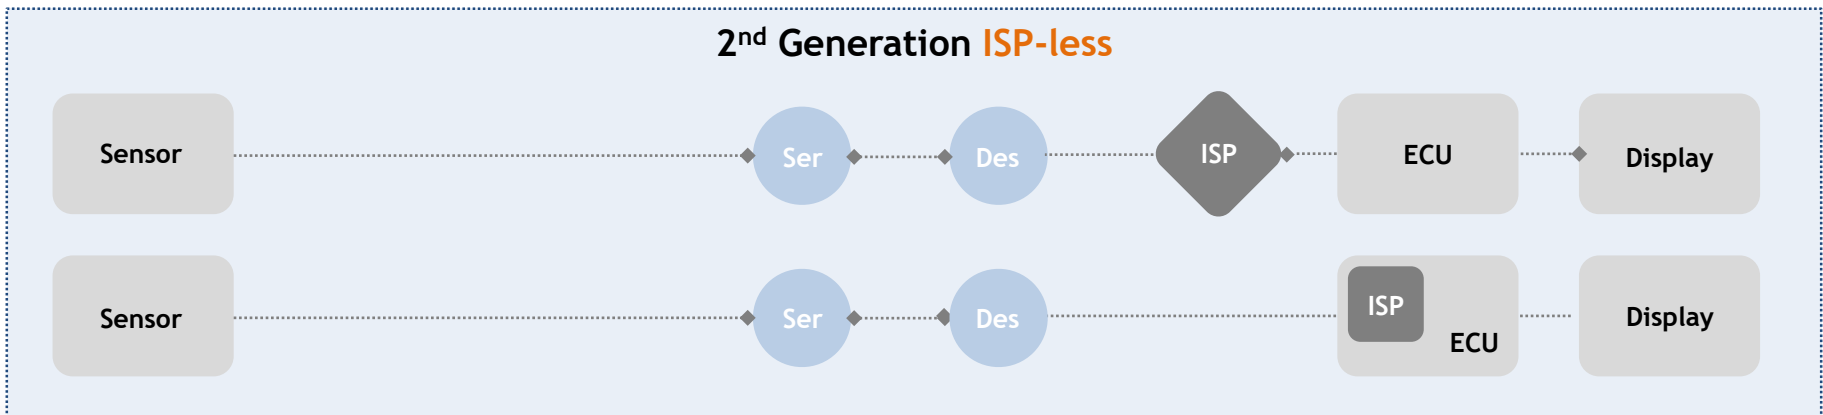 2nd Generation ISP-less
Sensor Ser Des ISP ECU Display
Sensor Ser Des ISP ECU Display